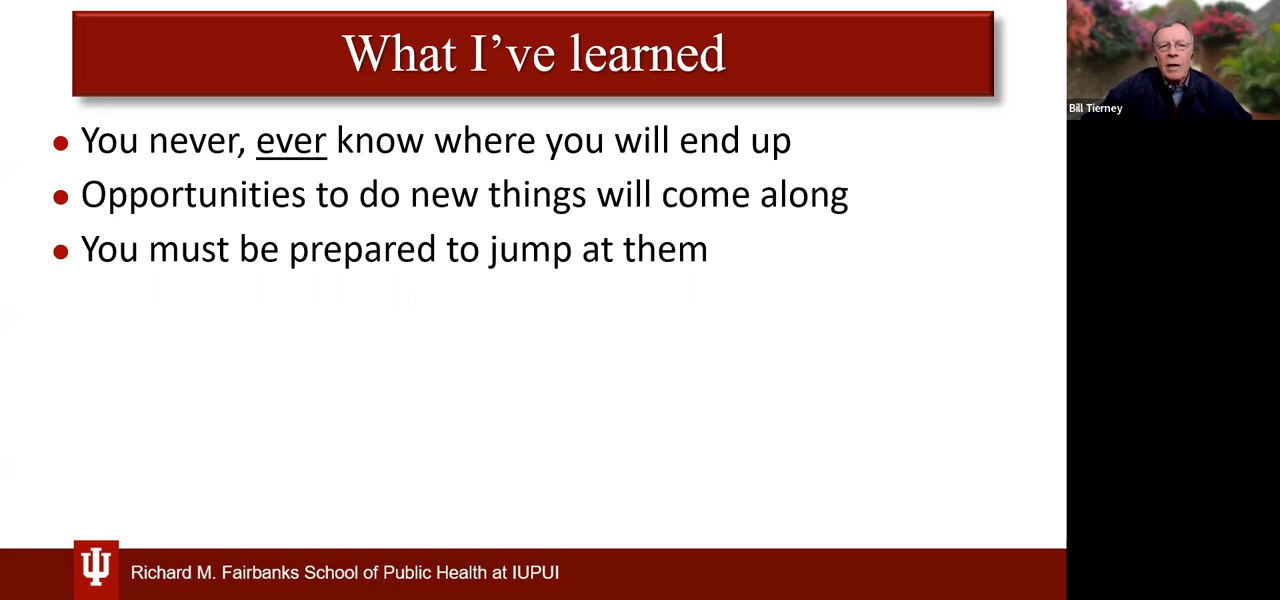 What I’ve learned
Bill Tierney
● You never, ever know where you will end up
● Opportunities to do new things will come along
● You must be prepared to jump at them
Richard M. Fairbanks School of Public Health at IUPUI